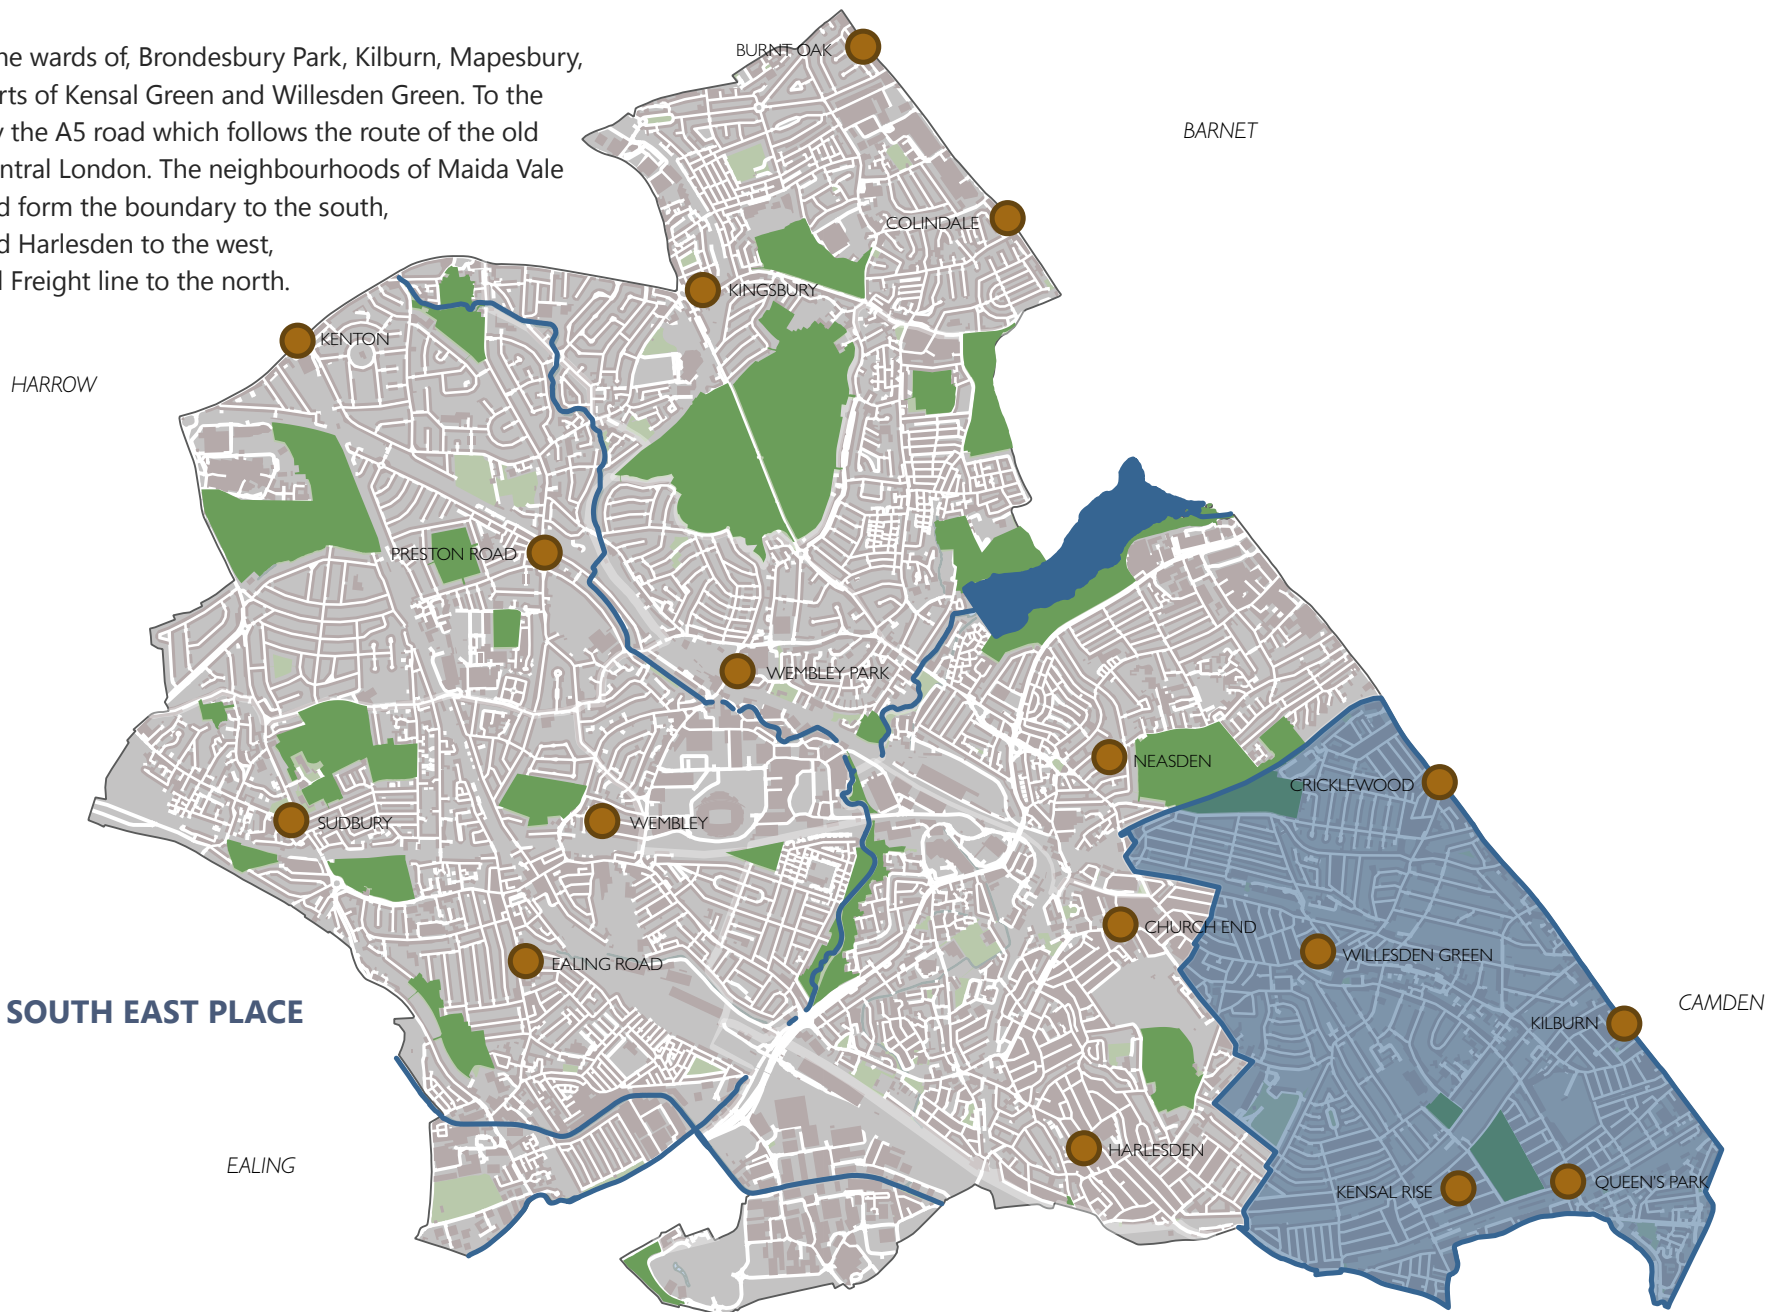 he wards of, Brondesbury Park, Kilburn, Mapesbury,
rts of Kensal Green and Willesden Green. To the
y the A5 road which follows the route of the old
ntral London. The neighbourhoods of Maida Vale
d form the boundary to the south,
d Harlesden to the west,
l Freight line to the north.
BURNT OAK
BARNET
COLINDALE
KINGSBURY
KENTON
HARROW
PRESTON ROAD
WEMBLEY PARK
NEASDEN
CRICKLEWOOD
SUDBURY
WEMBLEY
CHURCH END
WILLESDEN GREEN
EALING ROAD
SOUTH EAST PLACE
CAMDEN
KILBURN
HARLESDEN
EALING
KENSAL RISE
QUEEN'S PARK